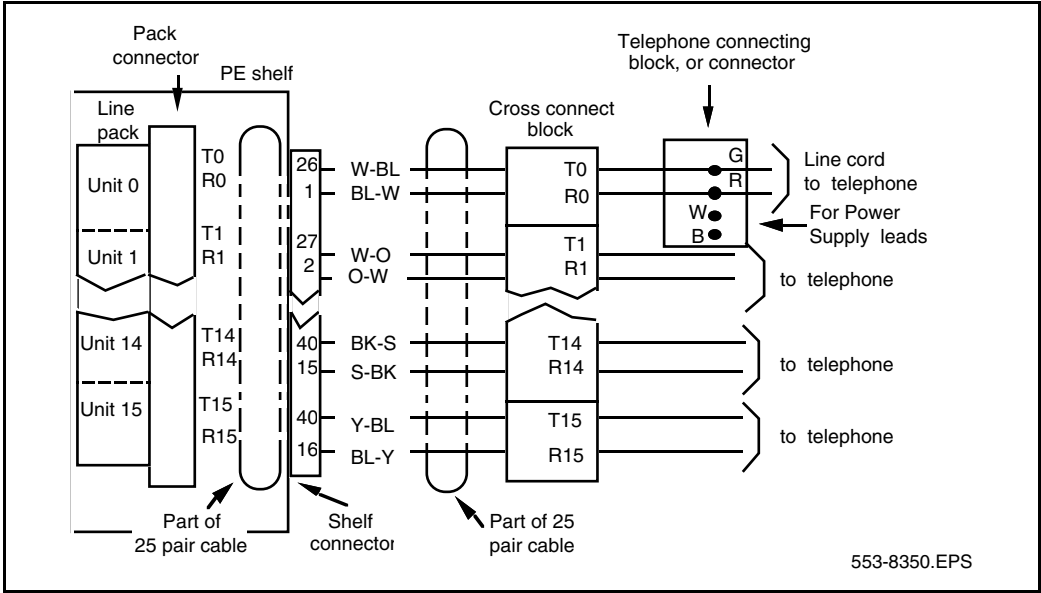 Pack
connector
PE shelf
Telephone connecting
block, or connector
Line
pack
Cross connect
block
Unit 0
T0
R0
26
1
W-BL
BL-W
T0
R0
G
R
W
B
Line cord
to telephone
For Power
Supply leads
Unit 1
T1
R1
27
2
W-O
O-W
T1
R1
to telephone
Unit 14
T14
R14
40
15
BK-S
S-BK
T14
R14
to telephone
Unit 15
T15
R15
40
16
Y-BL
BL-Y
T15
R15
to telephone
Part of
25 pair cable
Shelf
connector
Part of 25
pair cable
553-8350.EPS